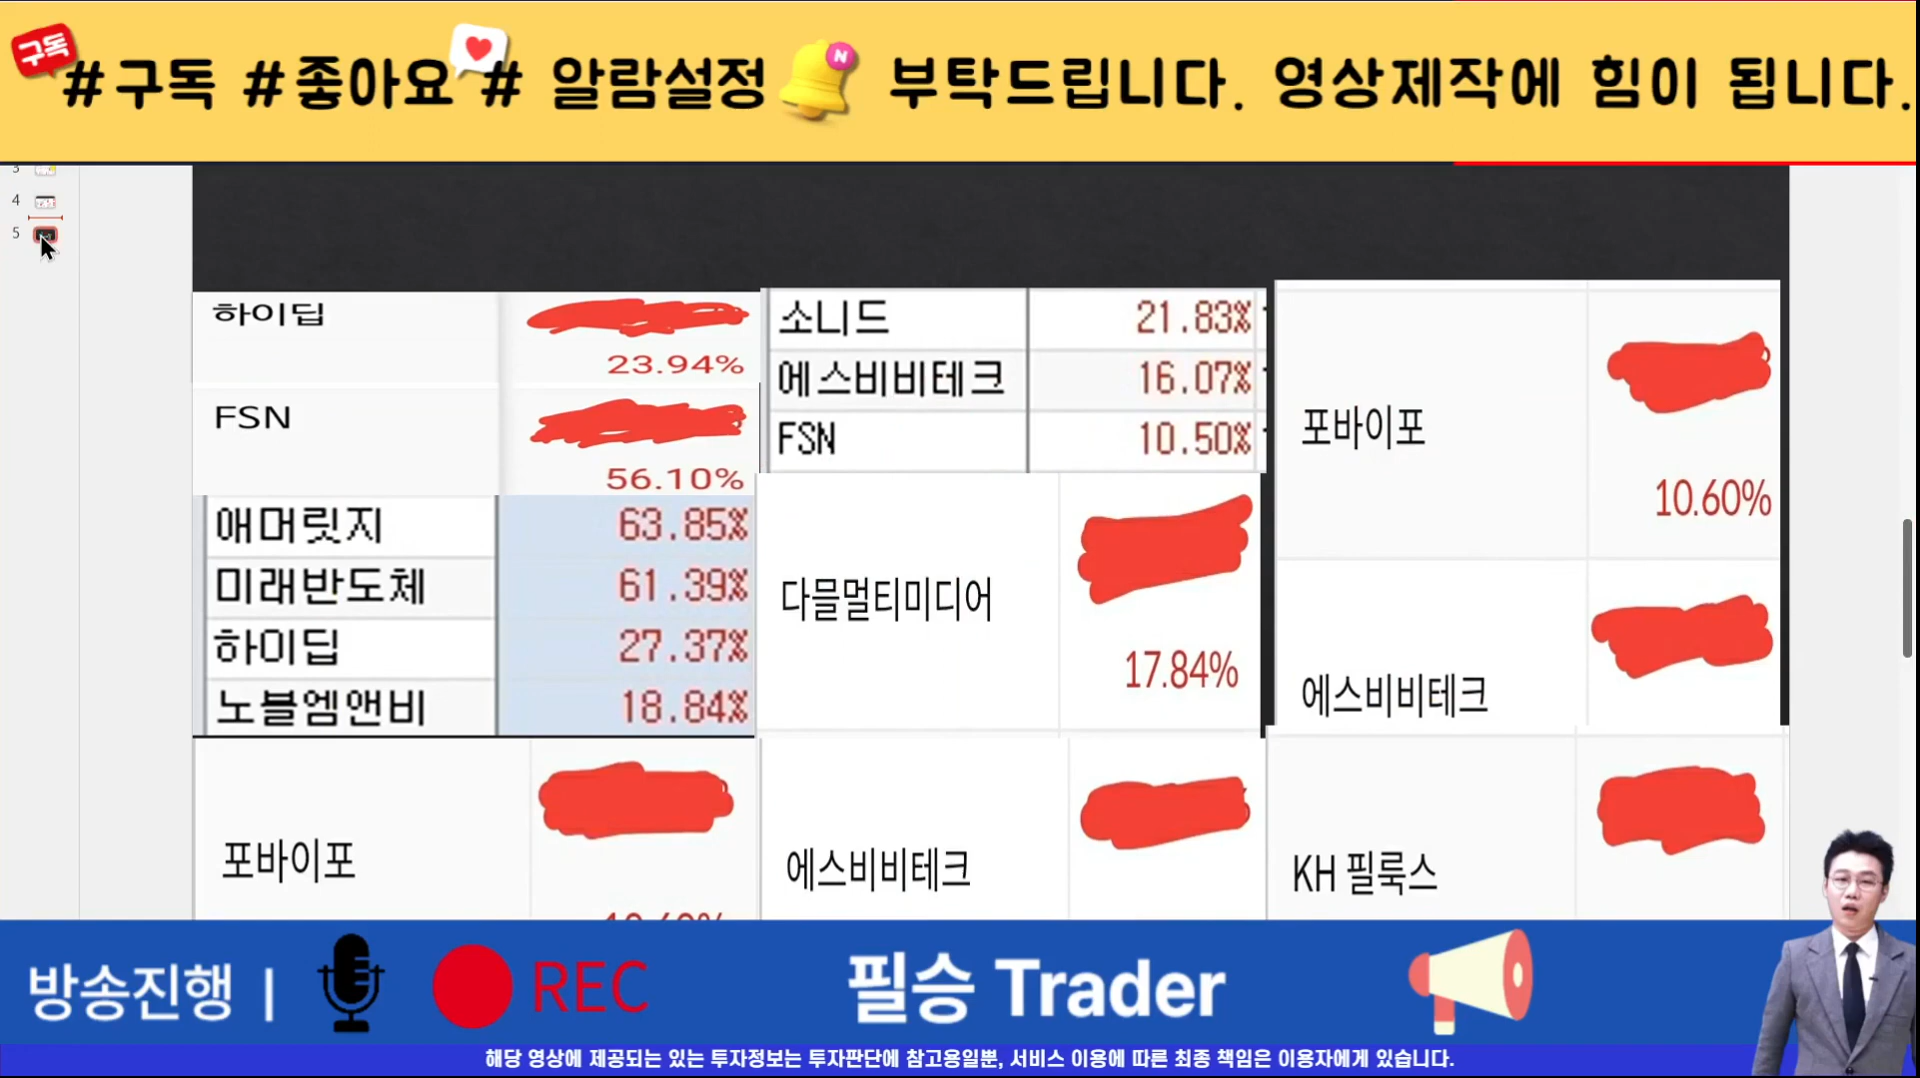 구독
#구독 #좋아요 # 알람설정 부탁드립니다. 영상제작에 힘이 됩니다.
N
3
4
5
하이딥
23.94%
FSN
56.10%
애머릿지 63.85%
미래반도체 61.39%
하이딥 27.37%
노블엠앤비 18.84%
소니드 21.83%
에스비비테크 16.07%
FSN 10.50%
다믈멀티미디어
17.84%
포바이포
10.60%
에스비비테크
포바이포
에스비비테크
KH 필룩스
방송진행 | REC 필승 Trader
해당 영상에 제공되는 있는 투자정보는 투자판단에 참고용일뿐, 서비스 이용에 따른 최종 책임은 이용자에게 있습니다.